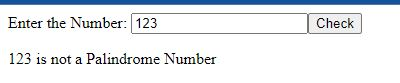 Enter the Number: 123 Check
123 is not a Palindrome Number